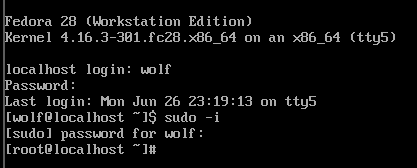 Fedora 28 (Workstation Edition)
Kernel 4.16.3-301.fc28.x86_64 on an x86_64 (tty5)
localhost login: wolf
Password:
Last login: Mon Jun 26 23:19:13 on tty5
[wolf@localhost ~]$ sudo -i
[sudo] password for wolf:
[root@localhost ~]#